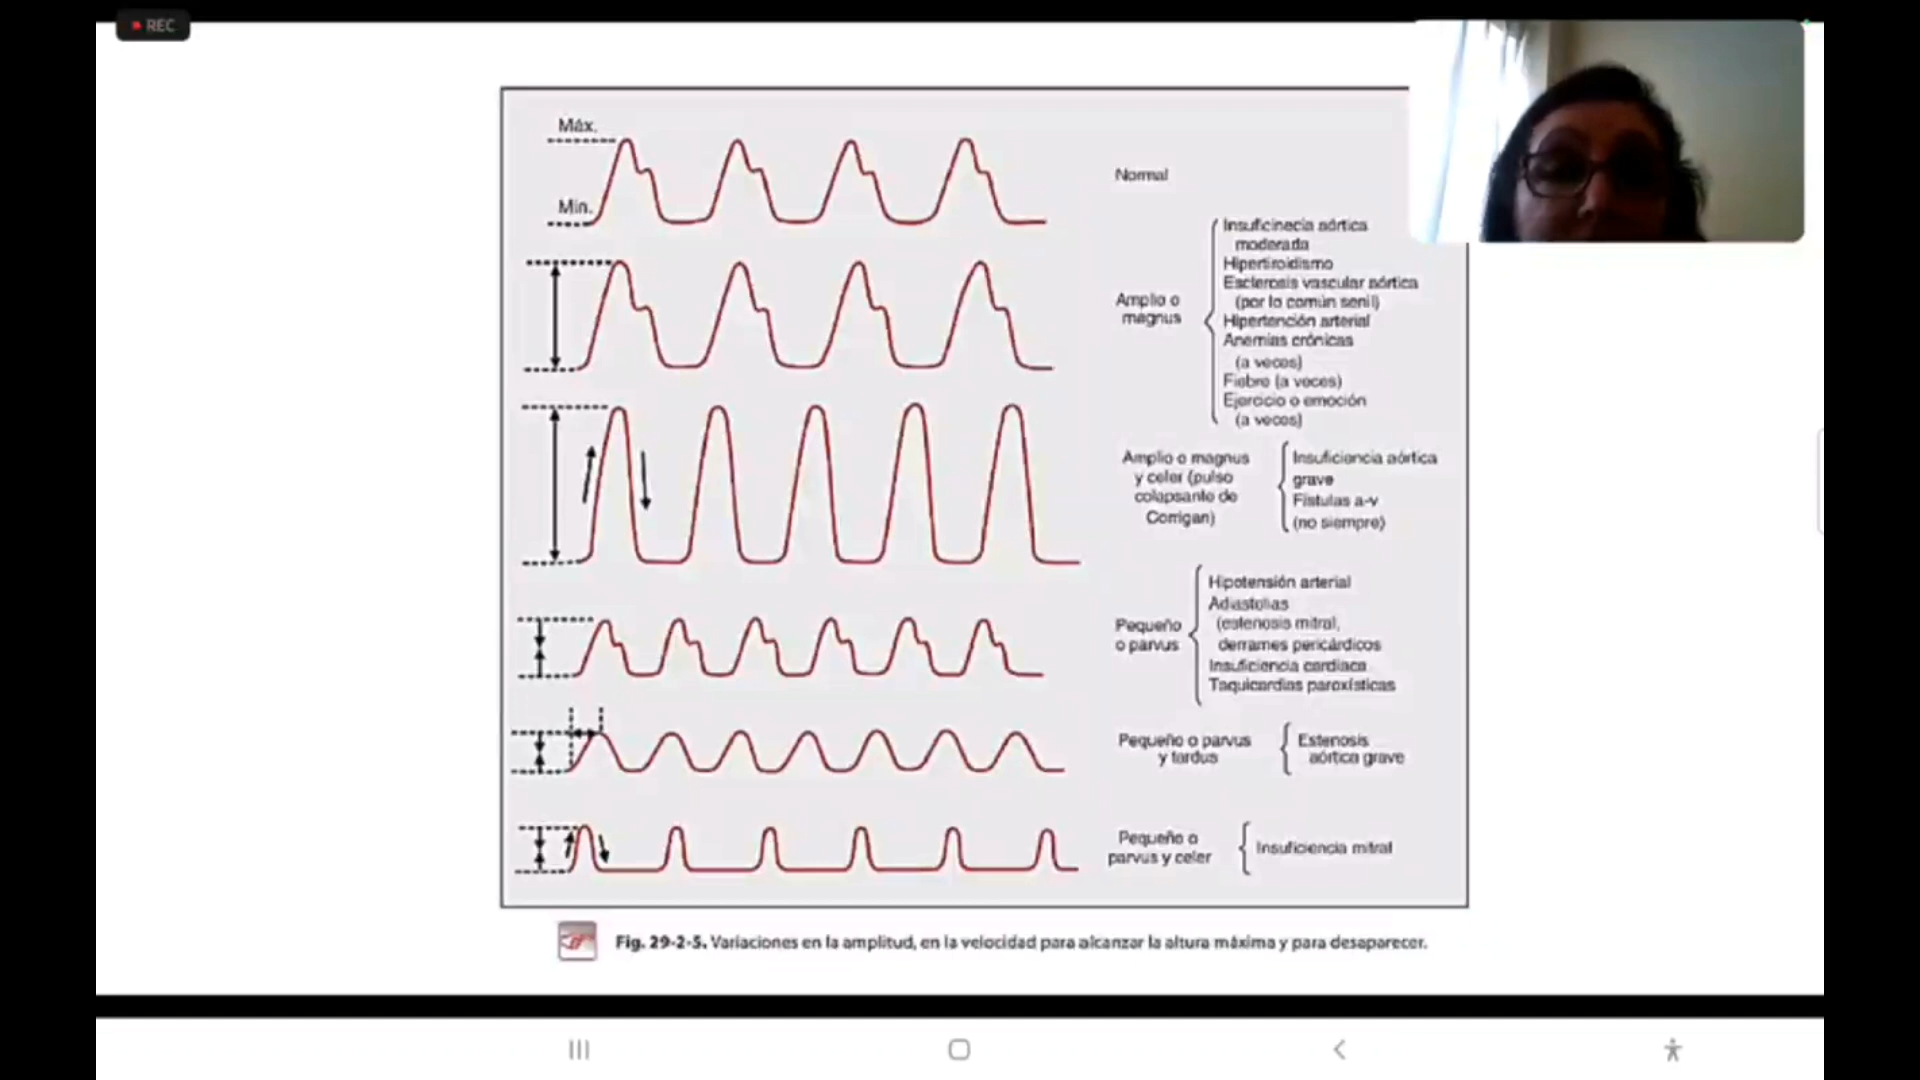 REC
Máx.
Mín.
Normal
Amplio o
magnus
Insuficinecia aórtica
moderada
Hipertiroidismo
Esclerosis vascular aórtica
(por lo común senil)
Hipertención arterial
Anemias crónicas
(a veces)
Fiebre (a veces)
Ejercicio o emoción
(a veces)
Amplio o magnus
y celer (pulso
colapsante de
Corrigan)
Insuficiencia aórtica
grave
Fístulas a-v
(no siempre)
Pequeño
o parvus
Hipotensión arterial
Adiastolias
(estenosis mitral,
derrames pericárdicos
Insuficiencia cardiaca
Taquicardias paroxísticas
Pequeño o parvus
y tardus
Estenosis
aórtica grave
Pequeño o
parvus y celer
Insuficiencia mitral
Fig. 29-2-5. Variaciones en la amplitud, en la velocidad para alcanzar la altura máxima y para desaparecer.